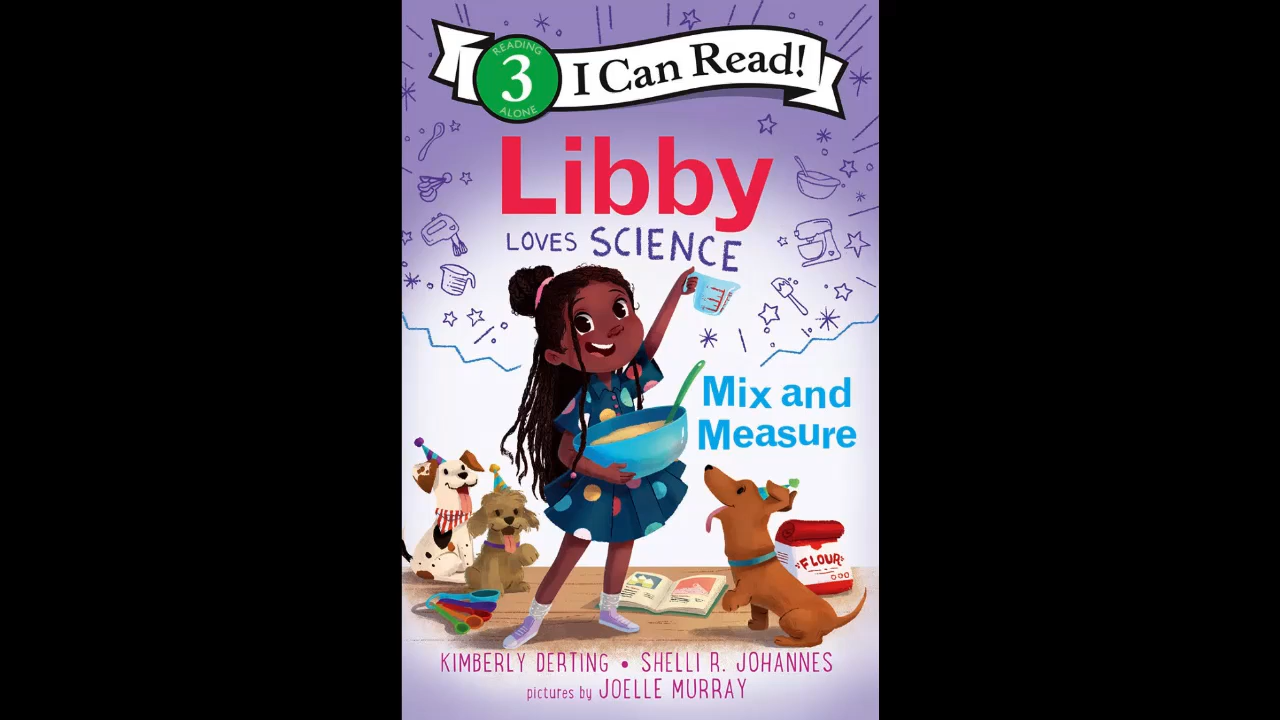 READING
3
ALONE
I Can Read!
Libby
LOVES SCIENCE
Mix and
Measure
FLOUR
KIMBERLY DERTING • SHELLI R. JOHANNES
pictures by JOELLE MURRAY